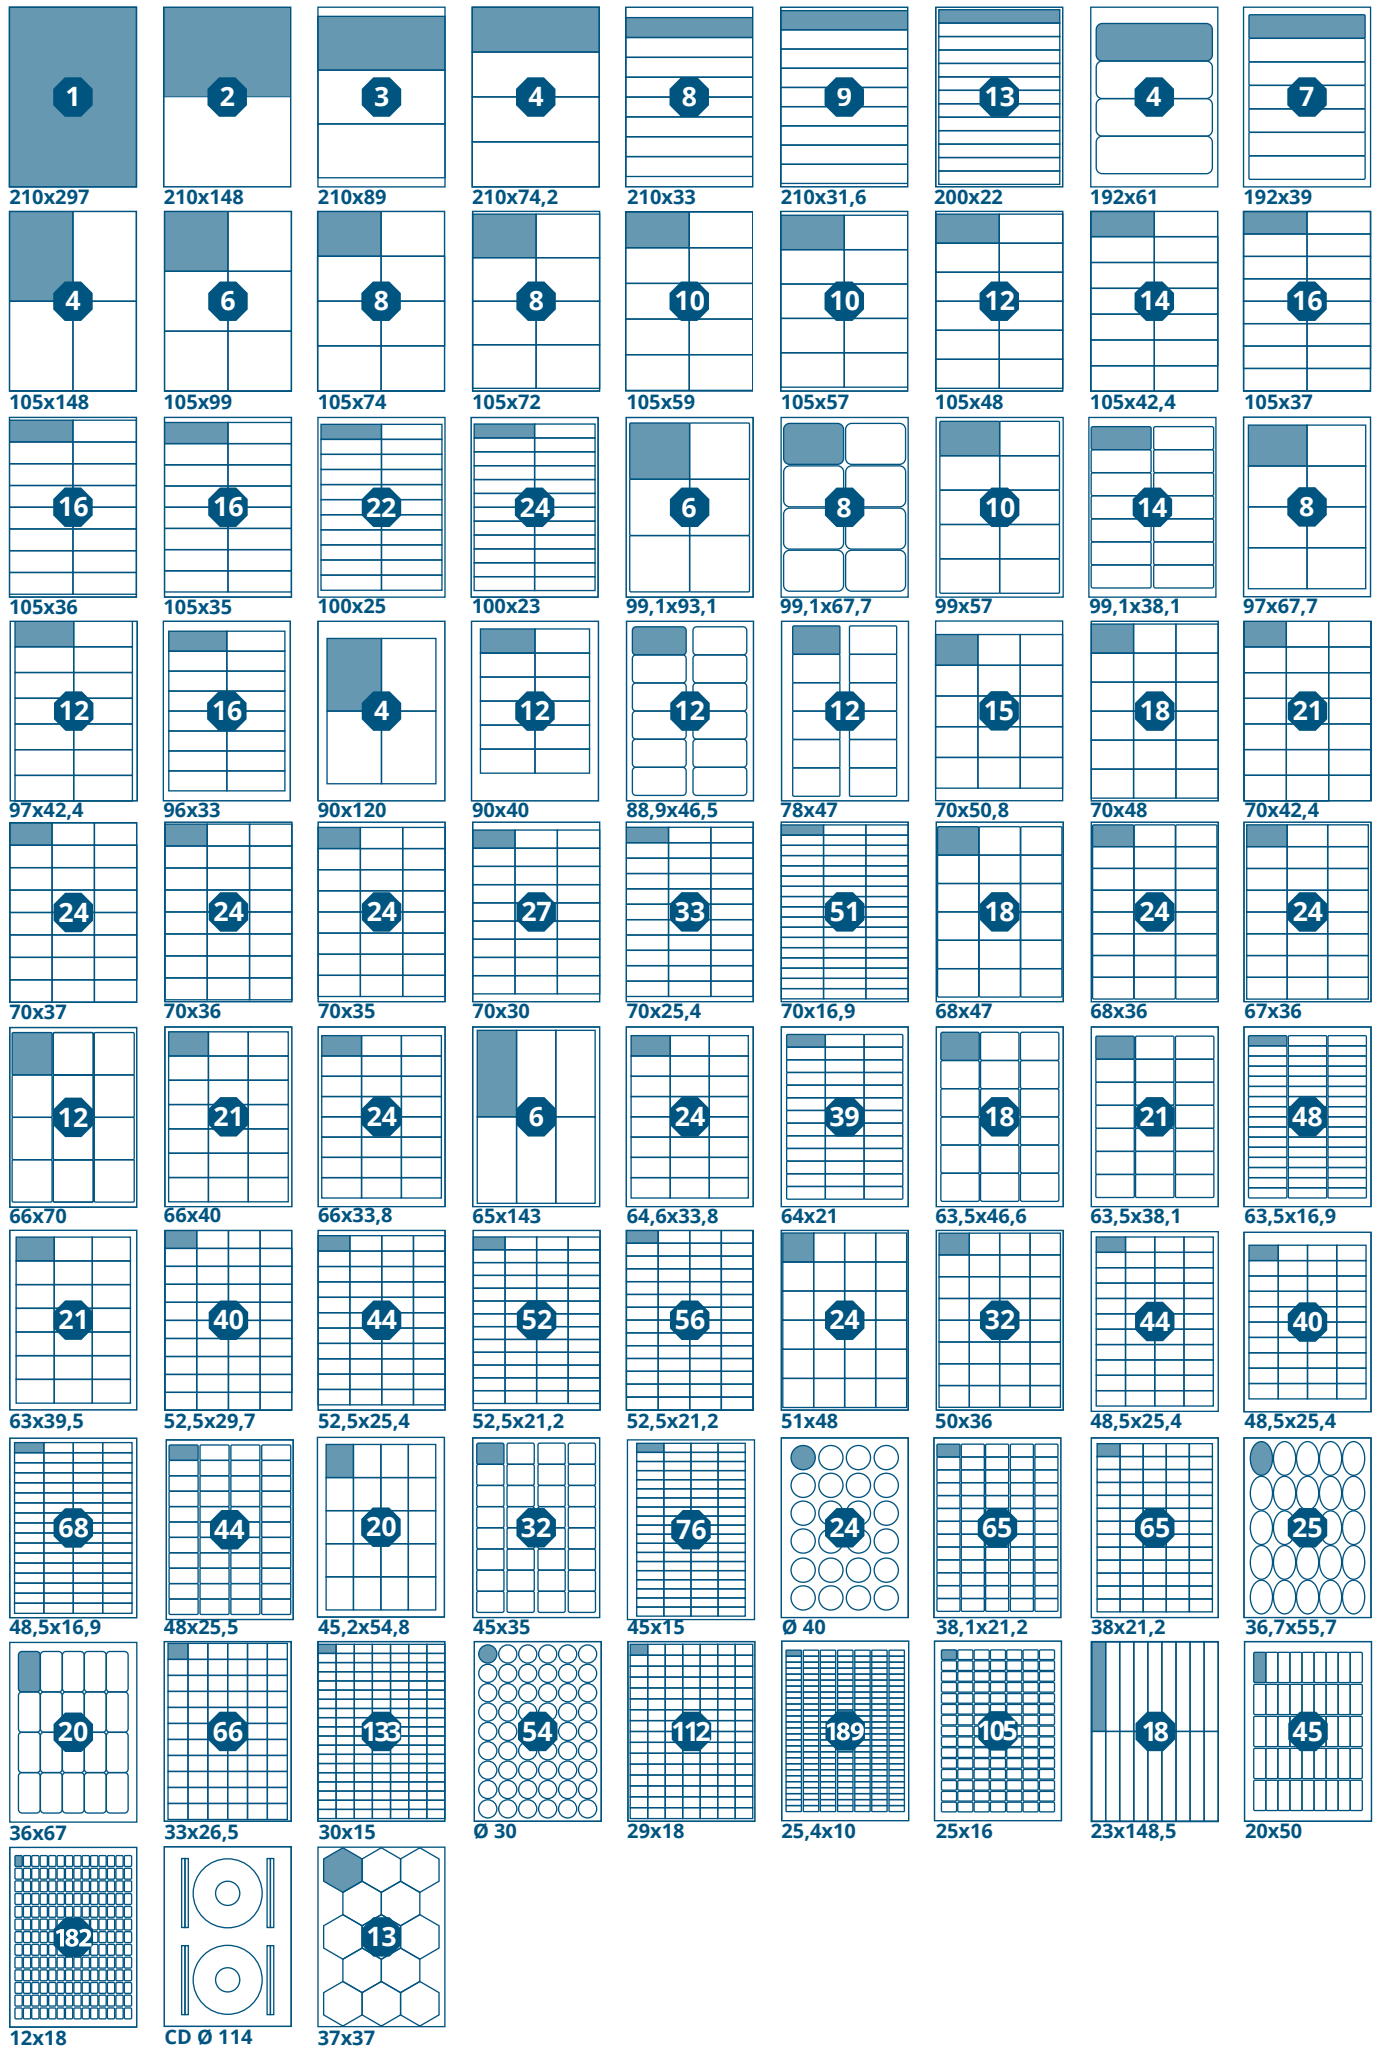 1 2 3 4 8 9 13 4 7
210x297 210x148 210x89 210x74,2 210x33 210x31,6 200x22 192x61 192x39
4 6 8 8 10 10 12 14 16
105x148 105x99 105x74 105x72 105x59 105x57 105x48 105x42,4 105x37
16 16 22 24 6 8 10 14 8
105x36 105x35 100x25 100x23 99,1x93,1 99,1x67,7 99x57 99,1x38,1 97x67,7
12 16 4 12 12 12 15 18 21
97x42,4 96x33 90x120 90x40 88,9x46,5 78x47 70x50,8 70x48 70x42,4
24 24 24 27 33 51 18 24 24
70x37 70x36 70x35 70x30 70x25,4 70x16,9 68x47 68x36 67x36
12 21 24 6 24 39 18 21 48
66x70 66x40 66x33,8 65x143 64,6x33,8 64x21 63,5x46,6 63,5x38,1 63,5x16,9
21 40 44 52 56 24 32 44 40
63x39,5 52,5x29,7 52,5x25,4 52,5x21,2 52,5x21,2 51x48 50x36 48,5x25,4 48,5x25,4
68 44 20 32 76 24 65 65 25
48,5x16,9 48x25,5 45,2x54,8 45x35 45x15 Ø 40 38,1x21,2 38x21,2 36,7x55,7
20 66 133 54 112 189 105 18 45
36x67 33x26,5 30x15 Ø 30 29x18 25,4x10 25x16 23x148,5 20x50
182 13
12x18 CD Ø 114 37x37